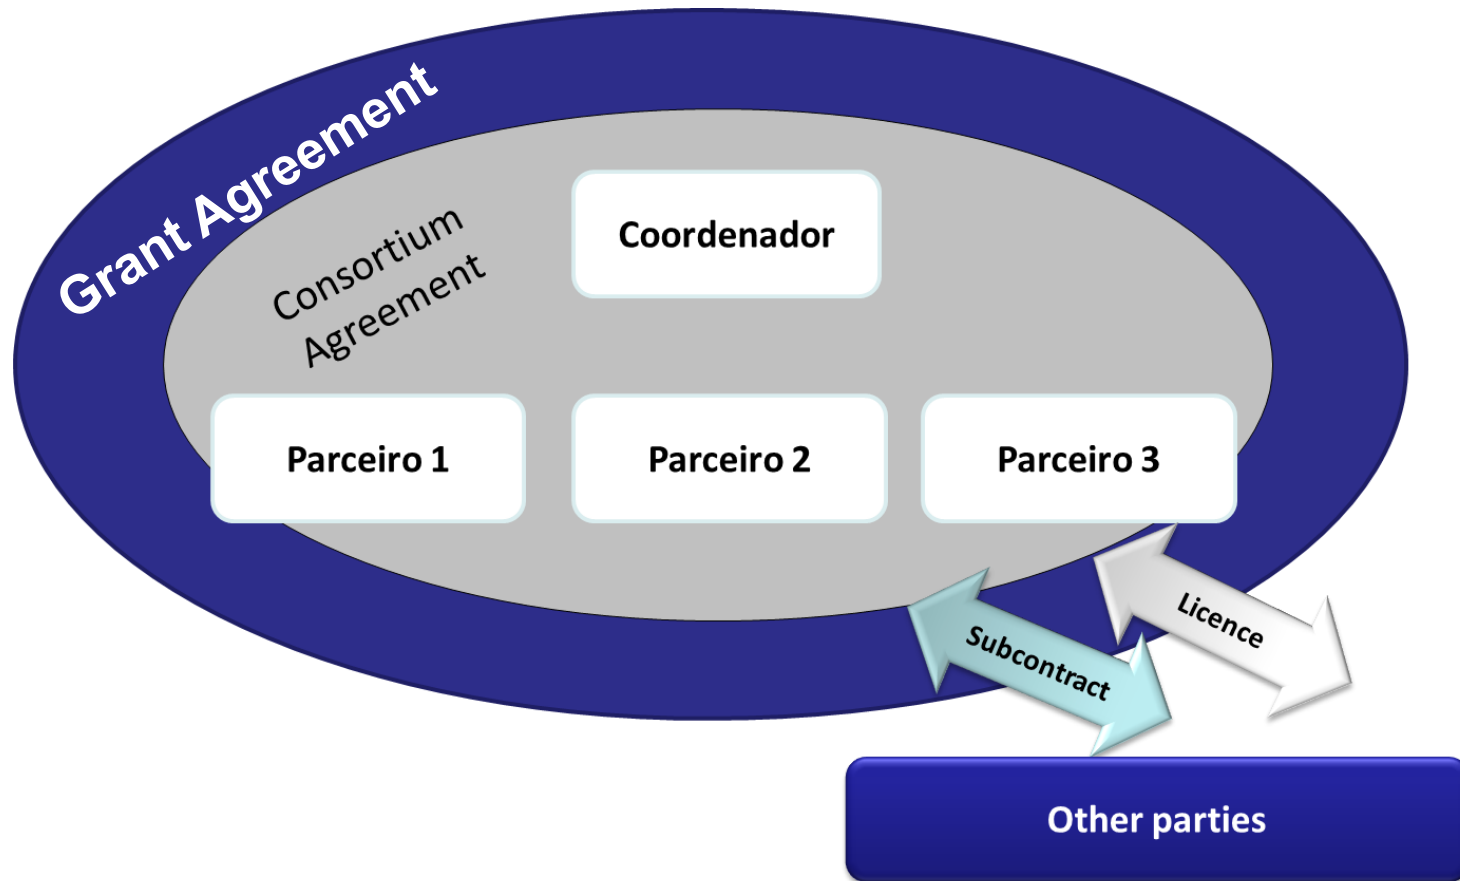 Grant Agreement
Consortium
Agreement
Coordenador
Parceiro 1
Parceiro 2
Parceiro 3
Licence
Subcontract
Other parties